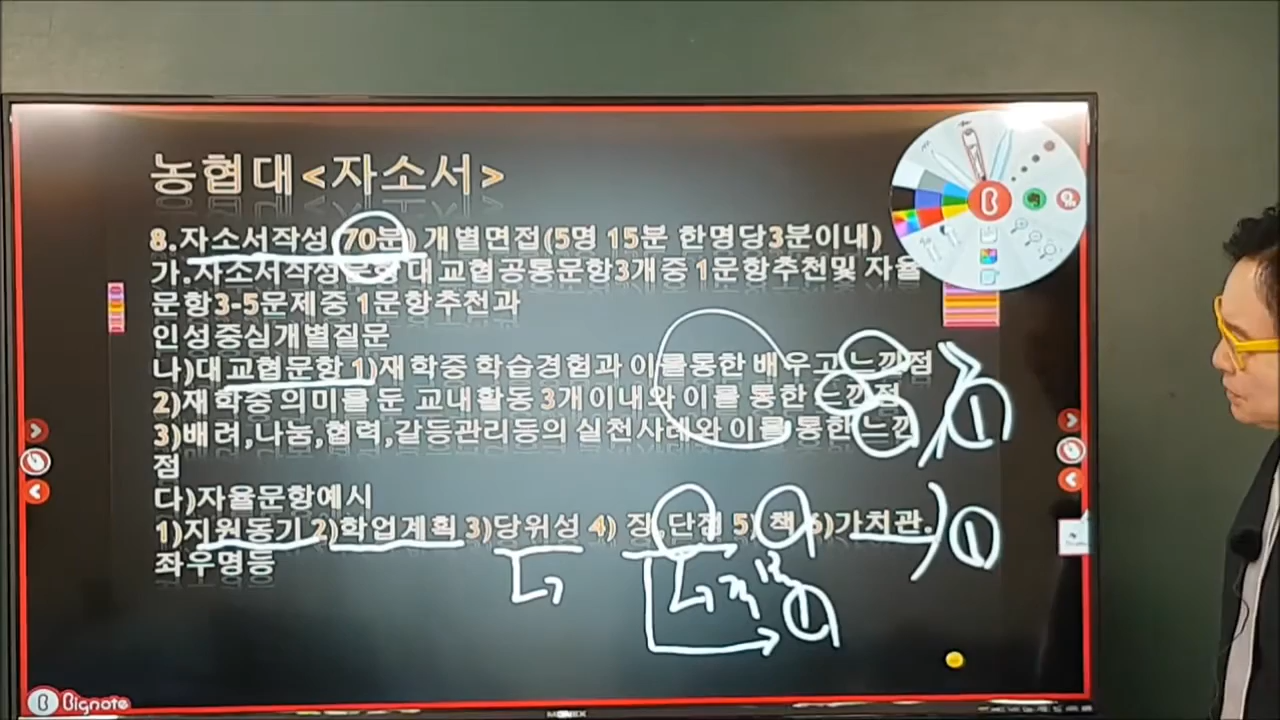 농협대<자소서>
8.자소서작성(70분) 개별면접(5명 15분 한명당3분이내)
가.자소서작성문항 대교협공통문항3개중 1문항추천및 자율
문항3-5문제중 1문항추천과
인성중심개별질문
나)대교협문항 1)재학중 학습경험과 이를통한 배우고 느낀점
2)재학중의미를 둔 교내활동 3개이내와 이를 통한 느낀점
3)배려,나눔,협력,갈등관리등의 실천사례와 이를 통한 느낀
점
다)자율문항예시
1)지원동기 2)학업계획 3)당위성 4) 장,단점 5) 책 6)가치관.
좌우명등
①
①
①
Bignote